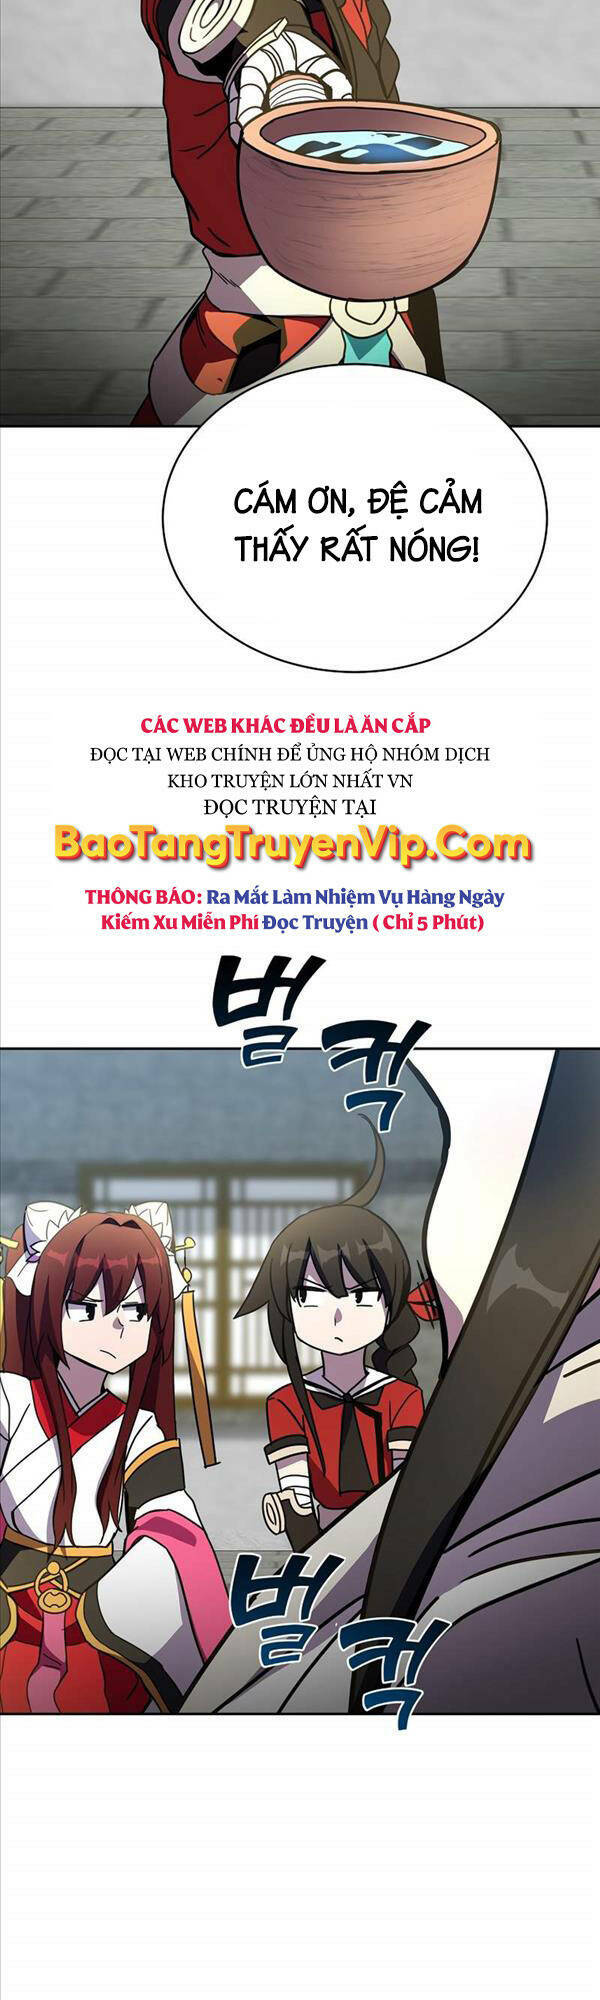 CÁM ƠN, ĐỆ CẢM
THẤY RẤT NÓNG!
CÁC WEB KHÁC ĐỀU LÀ ĂN CẮP
ĐỌC TẠI WEB CHÍNH ĐỂ ỦNG HỘ NHÓM DỊCH
KHO TRUYỆN LỚN NHẤT VN
ĐỌC TRUYỆN TẠI
BaoTangTruyenVip.Com
THÔNG BÁO: Ra Mắt Làm Nhiệm Vụ Hàng Ngày
Kiếm Xu Miễn Phí Đọc Truyện ( Chỉ 5 Phút)
벌
컥
벌
컥